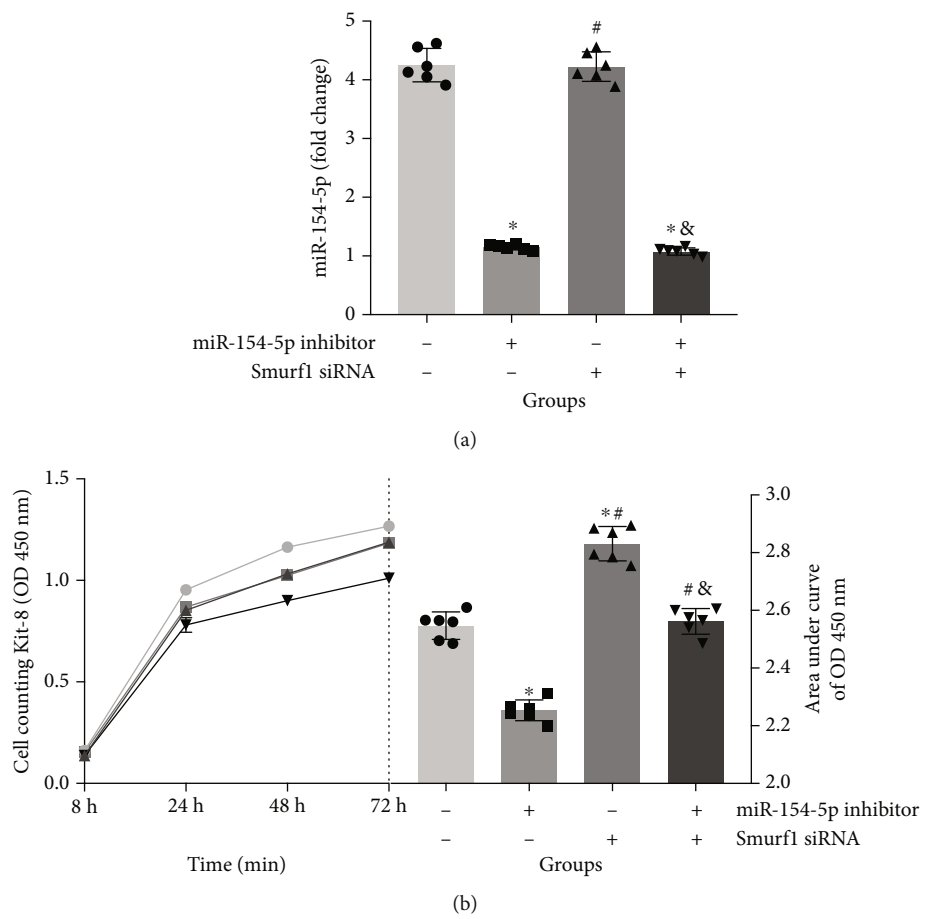 #
5
4
3
2
1
0
miR-154-5p (fold change)
*
* &
miR-154-5p inhibitor – + – +
Smurf1 siRNA – – + +
Groups
(a)
Cell counting Kit-8 (OD 450 nm)
1.5
1.0
0.5
0.0
8 h 24 h 48 h 72 h
Time (min)
*
* #
# &
3.0
2.8
2.6
2.4
2.2
2.0
Area under curve
of OD 450 nm
– + – + miR-154-5p inhibitor
– – + + Smurf1 siRNA
Groups
(b)